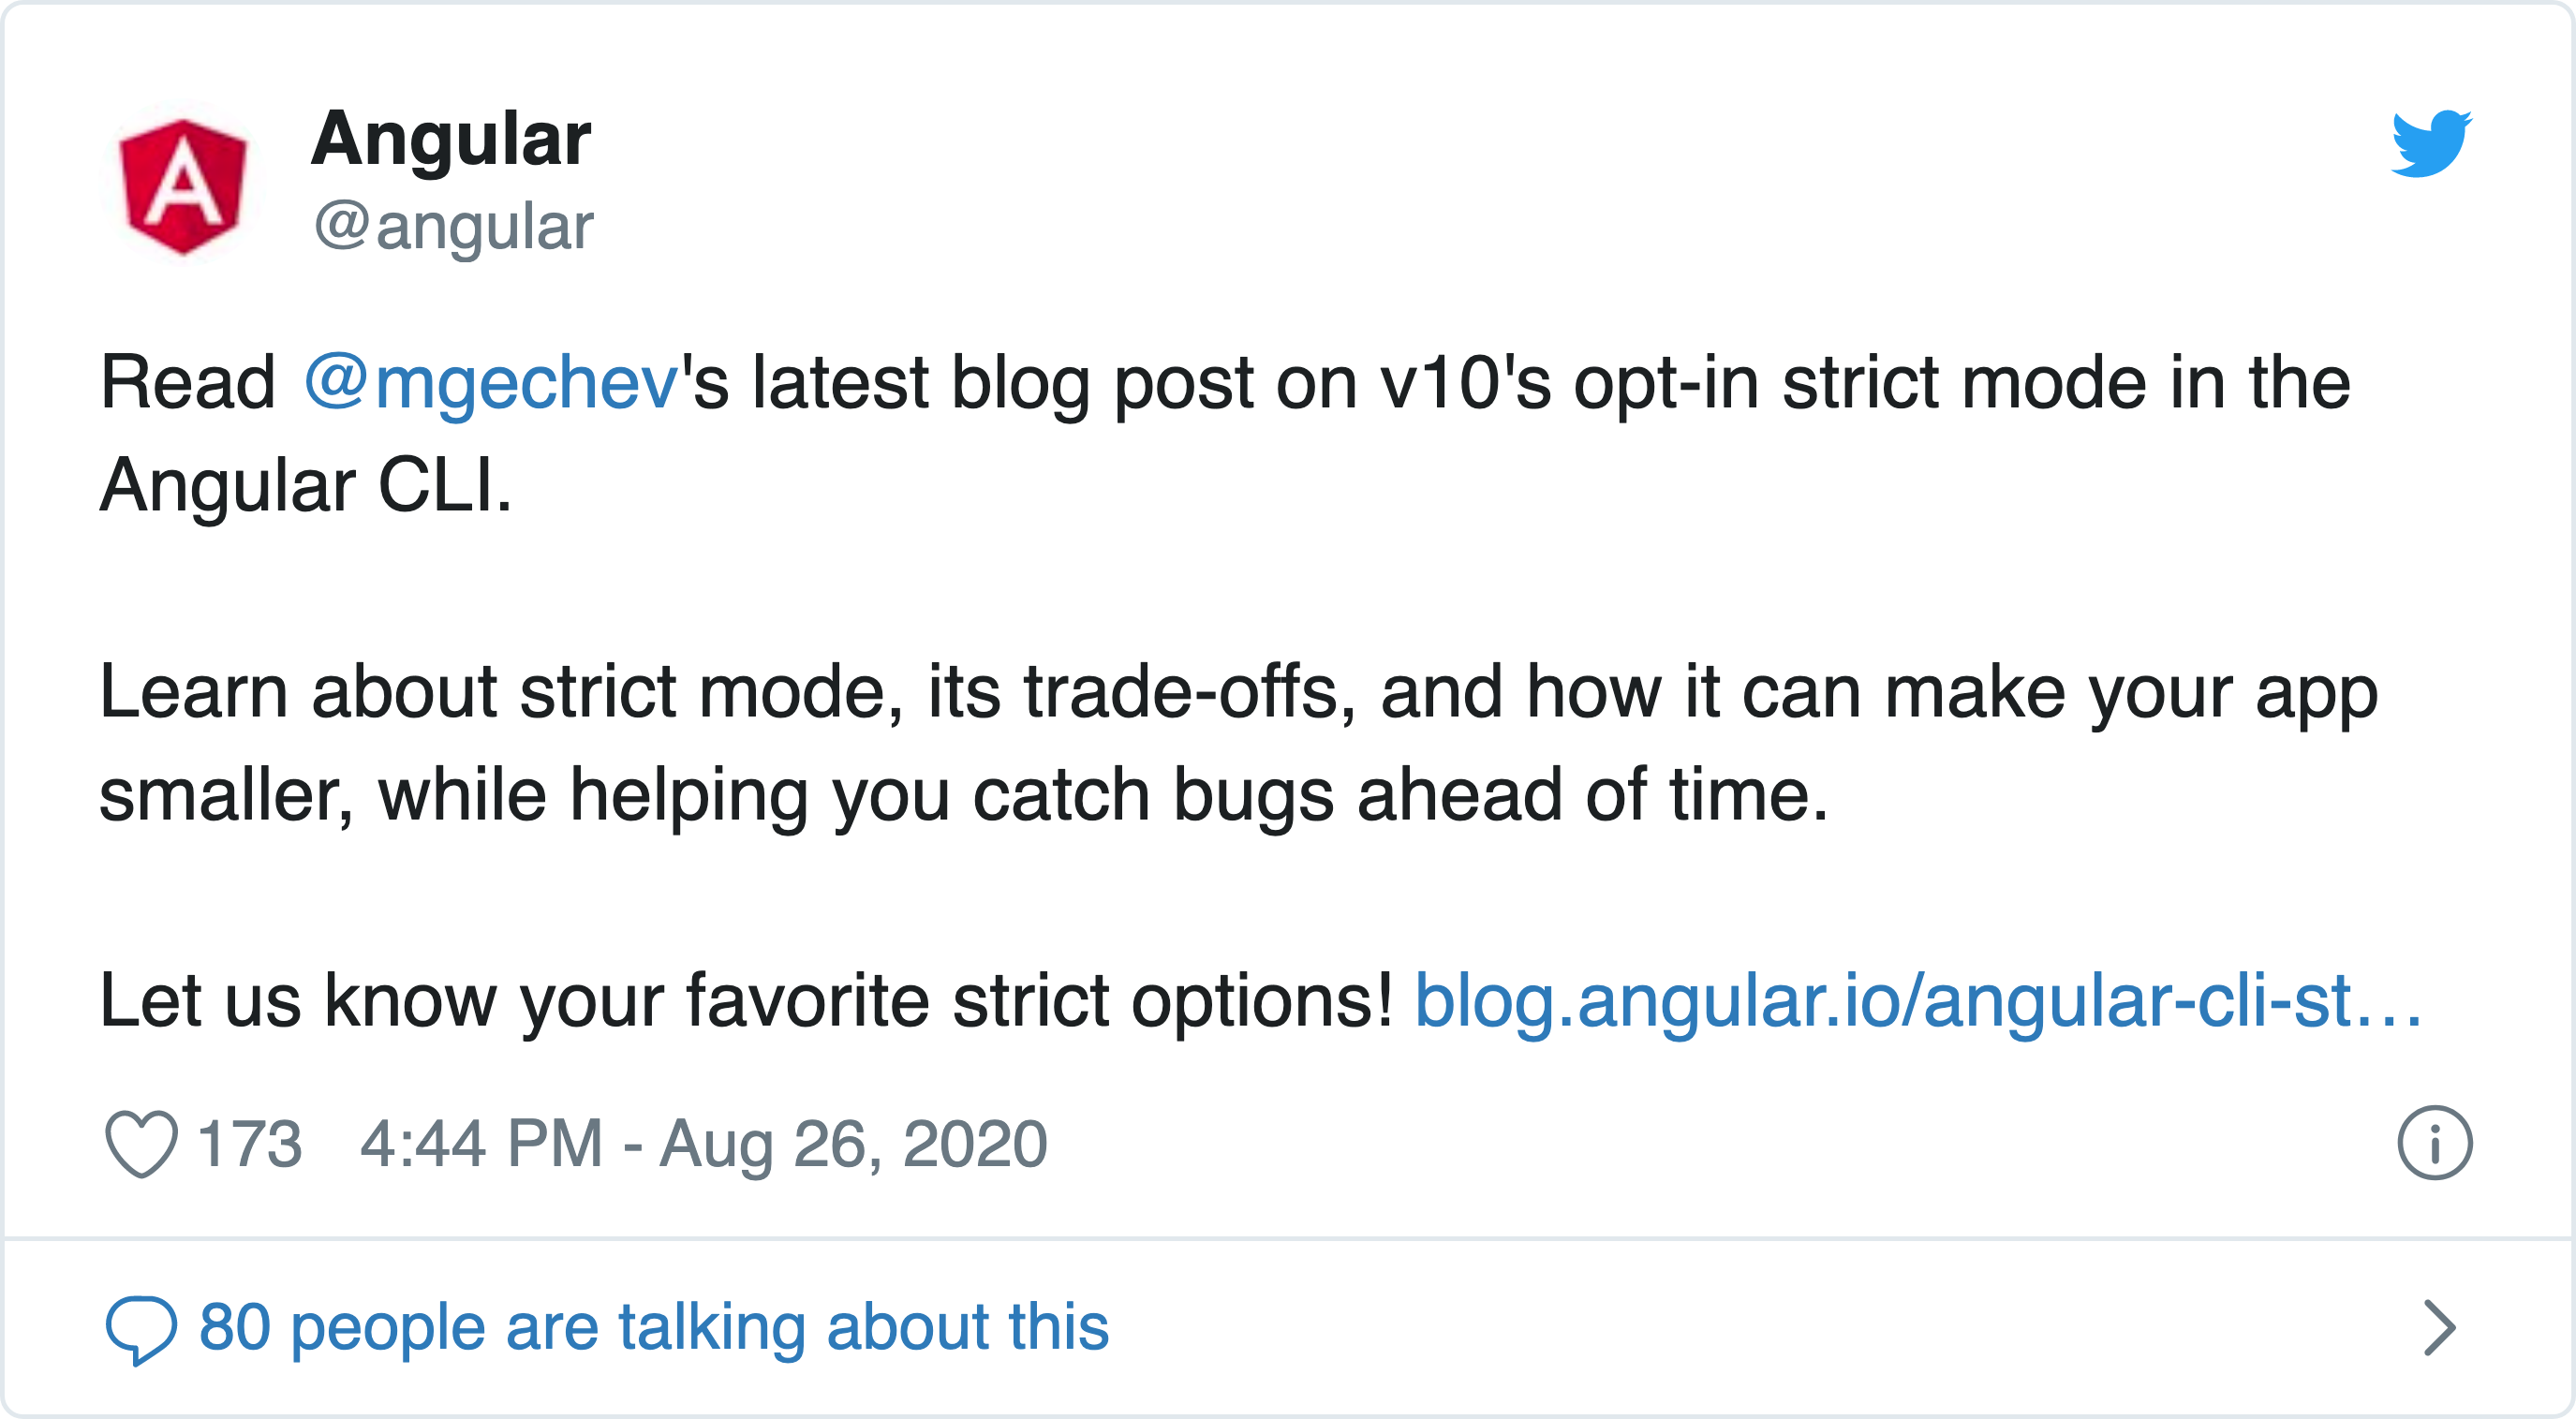 Angular
@angular
Read @mgechev's latest blog post on v10's opt-in strict mode in the
Angular CLI.
Learn about strict mode, its trade-offs, and how it can make your app
smaller, while helping you catch bugs ahead of time.
Let us know your favorite strict options! blog.angular.io/angular-cli-st…
173 4:44 PM - Aug 26, 2020
80 people are talking about this